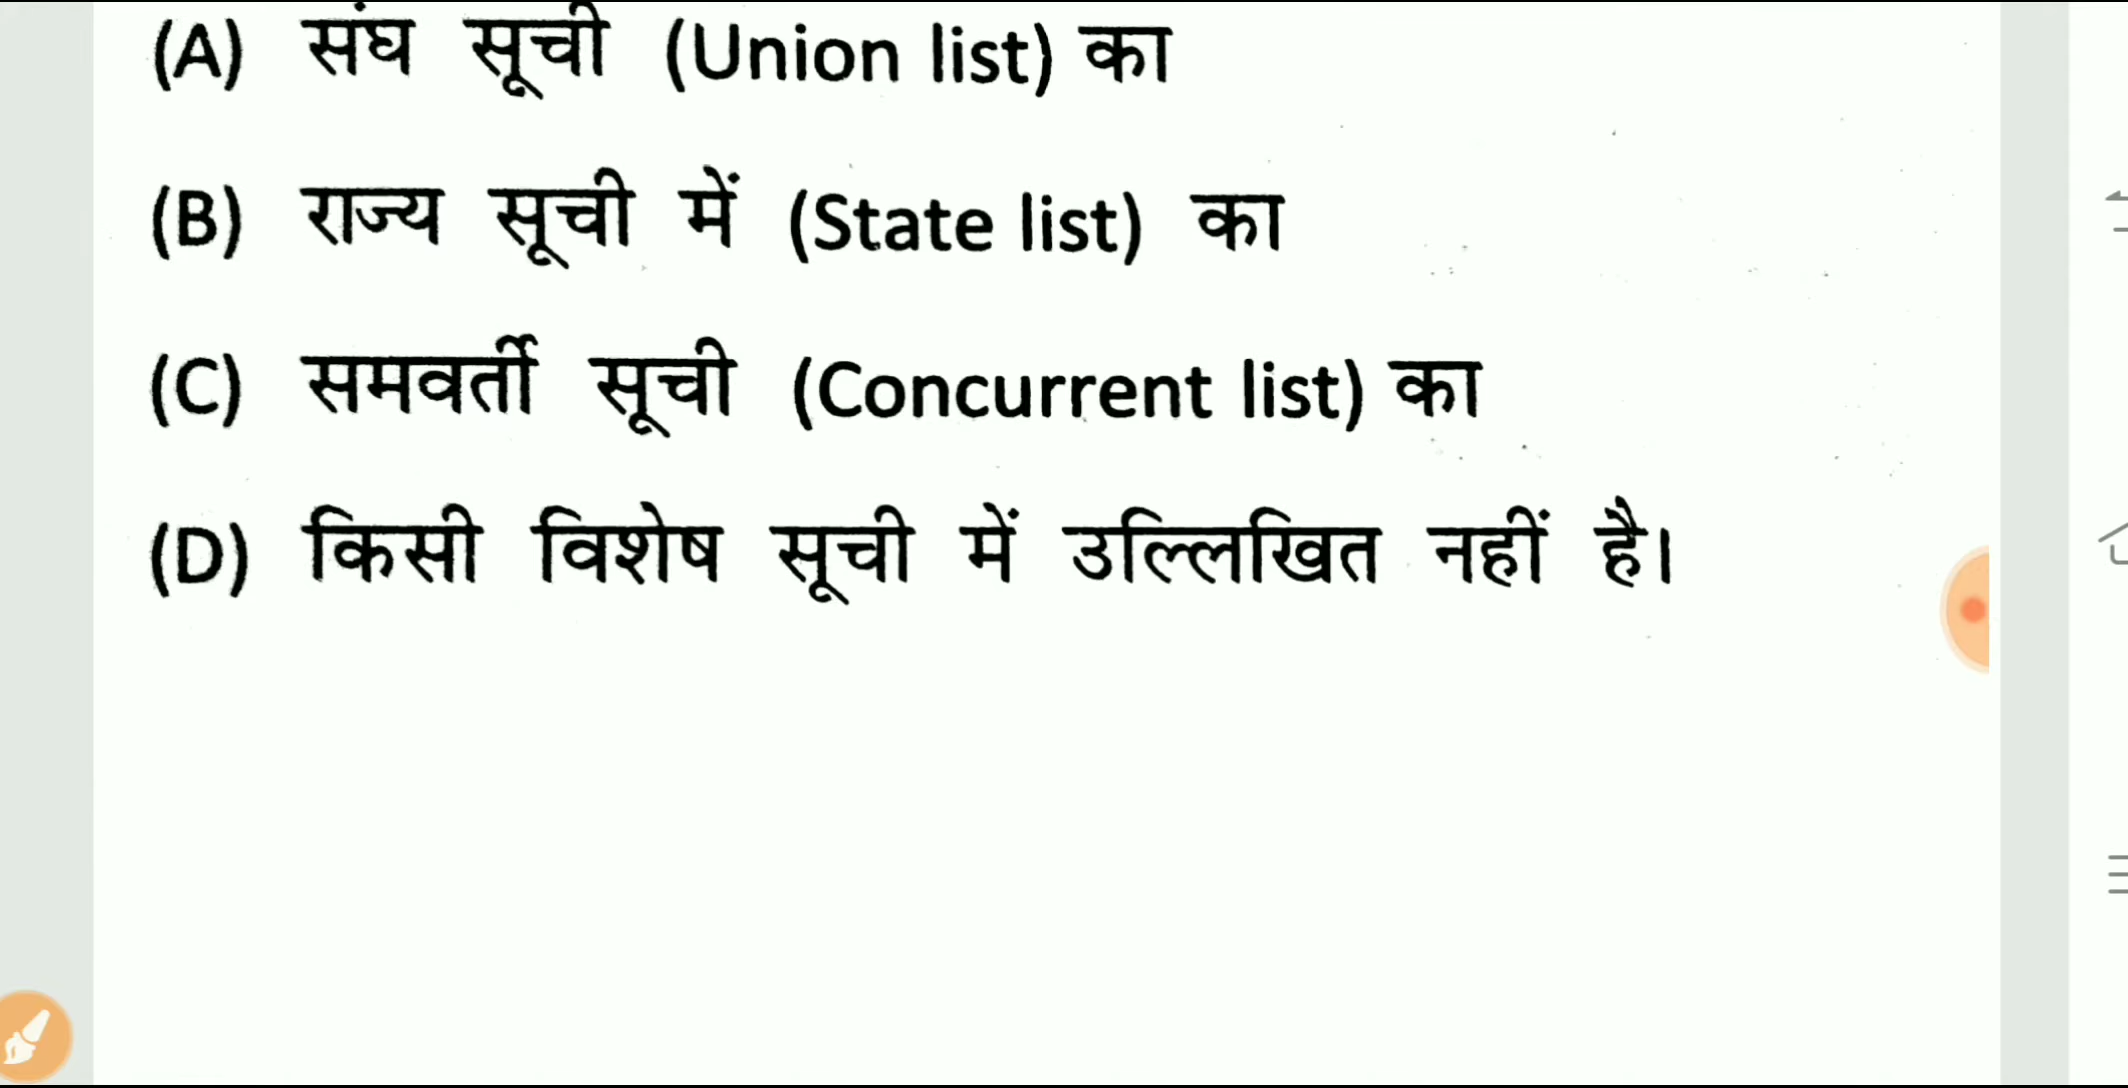 (A) संघ सूची (Union list) का
(B) राज्य सूची में (State list) का
(C) समवर्ती सूची (Concurrent list) का
(D) किसी विशेष सूची में उल्लिखित नहीं है।